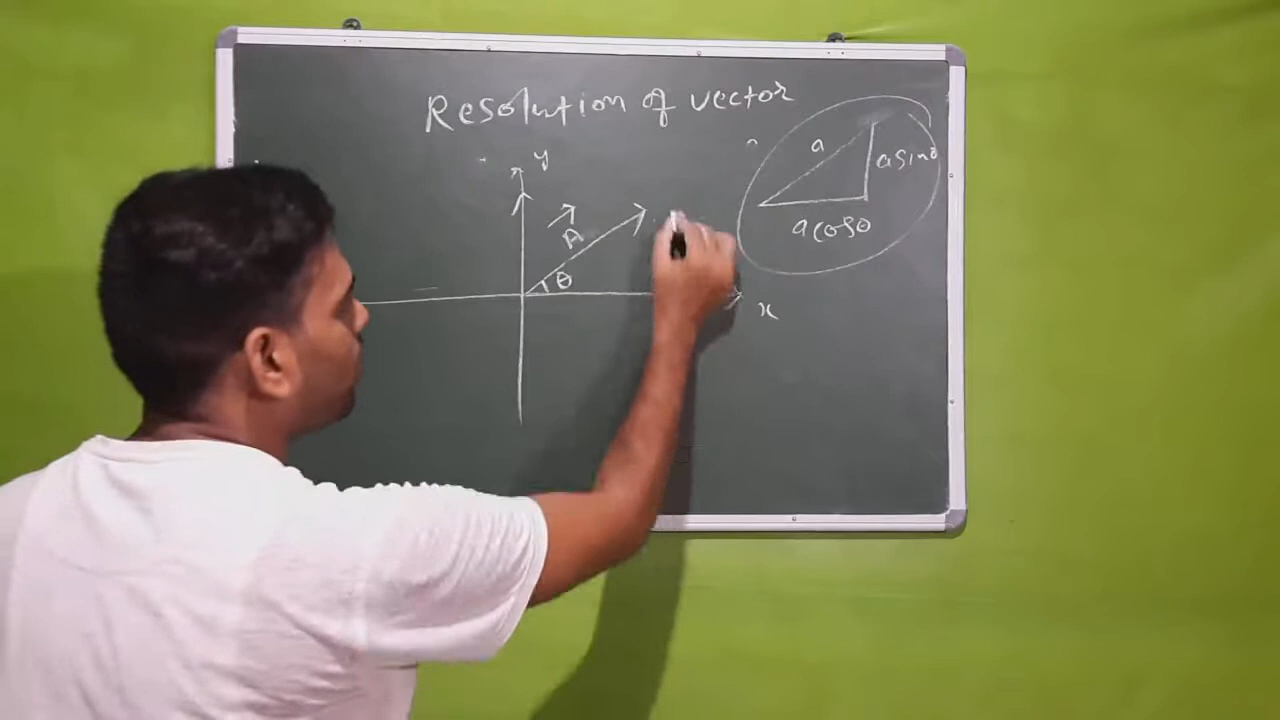 Resolution of vector
y
a
a sinθ
A
a cosθ
θ
x